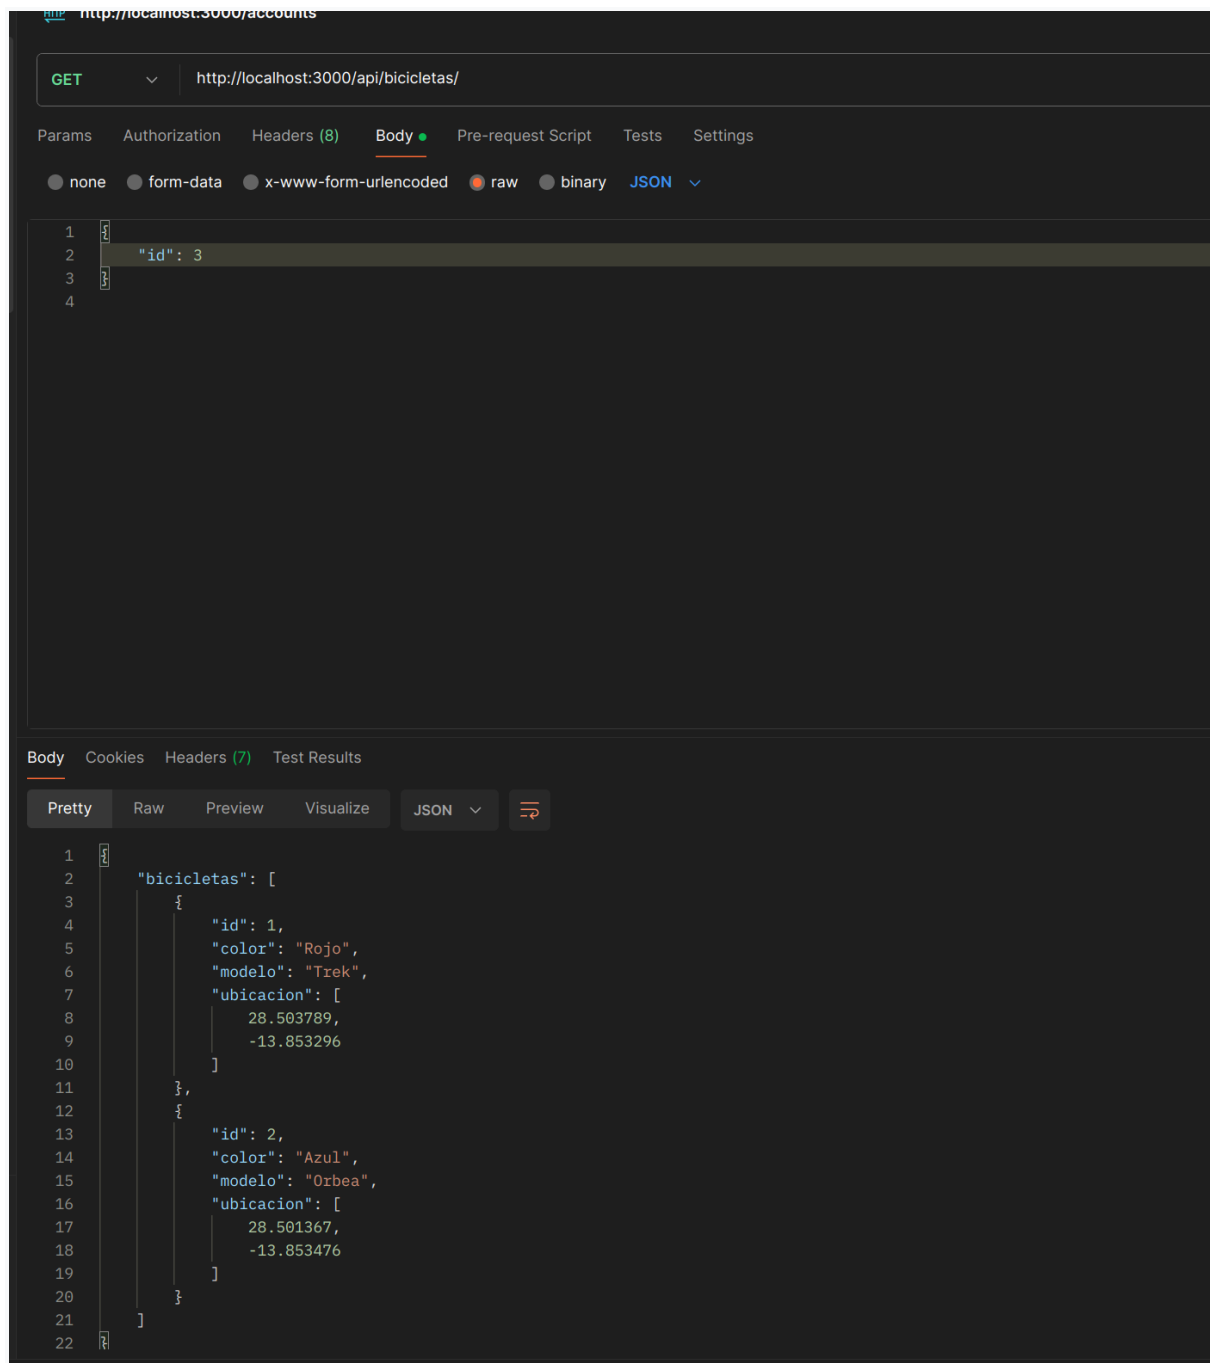 HTTP http://localhost:3000/accounts
GET http://localhost:3000/api/bicicletas/
Params Authorization Headers (8) Body Pre-request Script Tests Settings
none form-data x-www-form-urlencoded raw binary JSON
1 {
2 "id": 3
3 }
4
Body Cookies Headers (7) Test Results
Pretty Raw Preview Visualize JSON
1 {
2 "bicicletas": [
3 {
4 "id": 1,
5 "color": "Rojo",
6 "modelo": "Trek",
7 "ubicacion": [
8 28.503789,
9 -13.853296
10 ]
11 },
12 {
13 "id": 2,
14 "color": "Azul",
15 "modelo": "Orbea",
16 "ubicacion": [
17 28.501367,
18 -13.853476
19 ]
20 }
21 ]
22 }